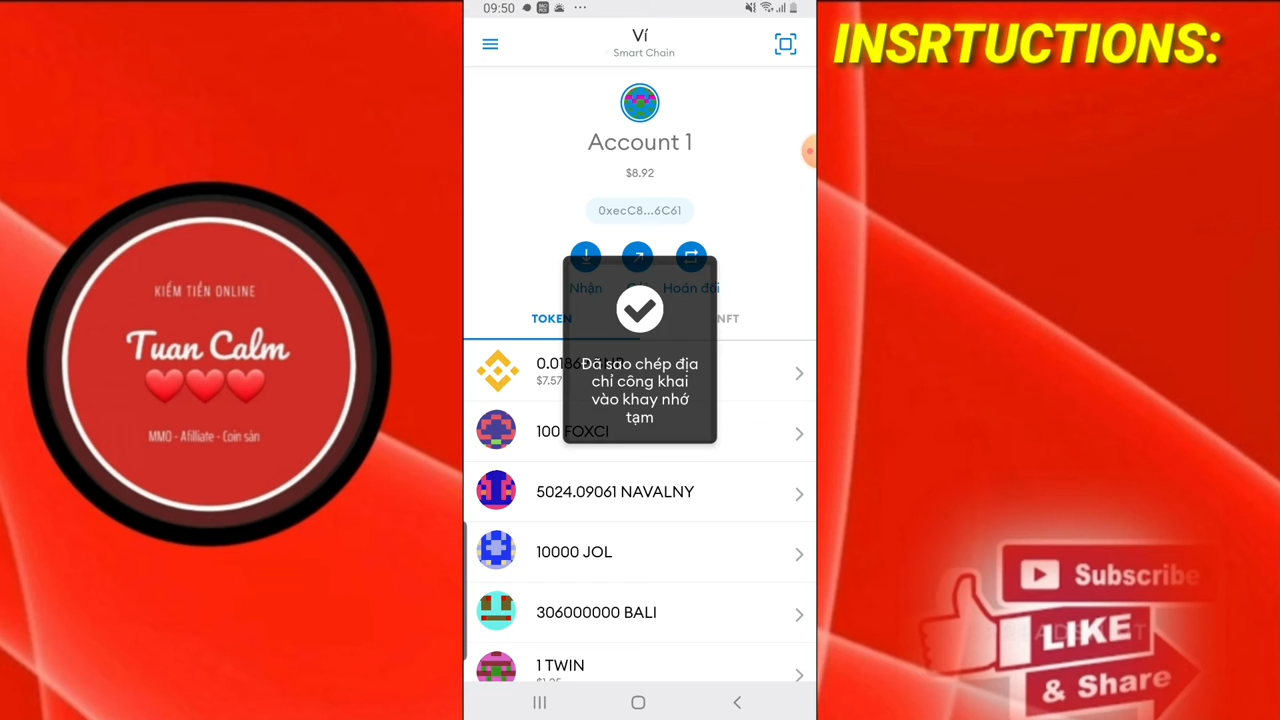 09:50
INSRTUCTIONS:
Ví
Smart Chain
Account 1
$8.92
0xecC8...6C61
Nhận
Hoán đổi
TOKEN
NFT
$7.57
Đã sao chép địa
chỉ công khai
vào khay nhớ
tạm
100 FOXCI
5024.09061 NAVALNY
10000 JOL
306000000 BALI
1 TWIN
KIẾM TIỀN ONLINE
Tuan Calm
MMO - Afilliate - Coin sàn
Subscribe
LIKE
& Share